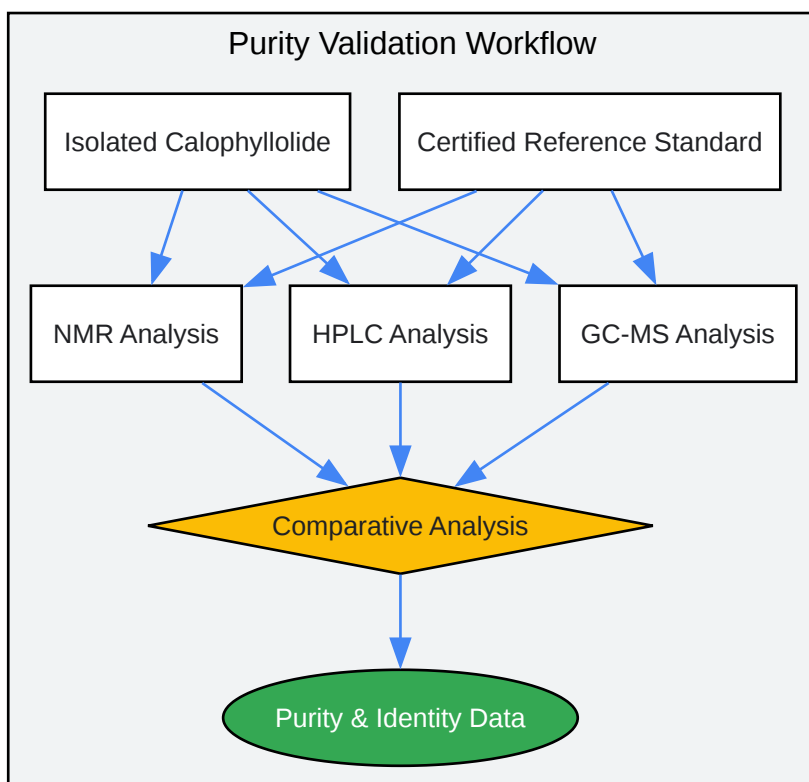 Purity Validation Workflow
Isolated Calophyllolide
Certified Reference Standard
NMR Analysis
HPLC Analysis
GC-MS Analysis
Comparative Analysis
Purity & Identity Data